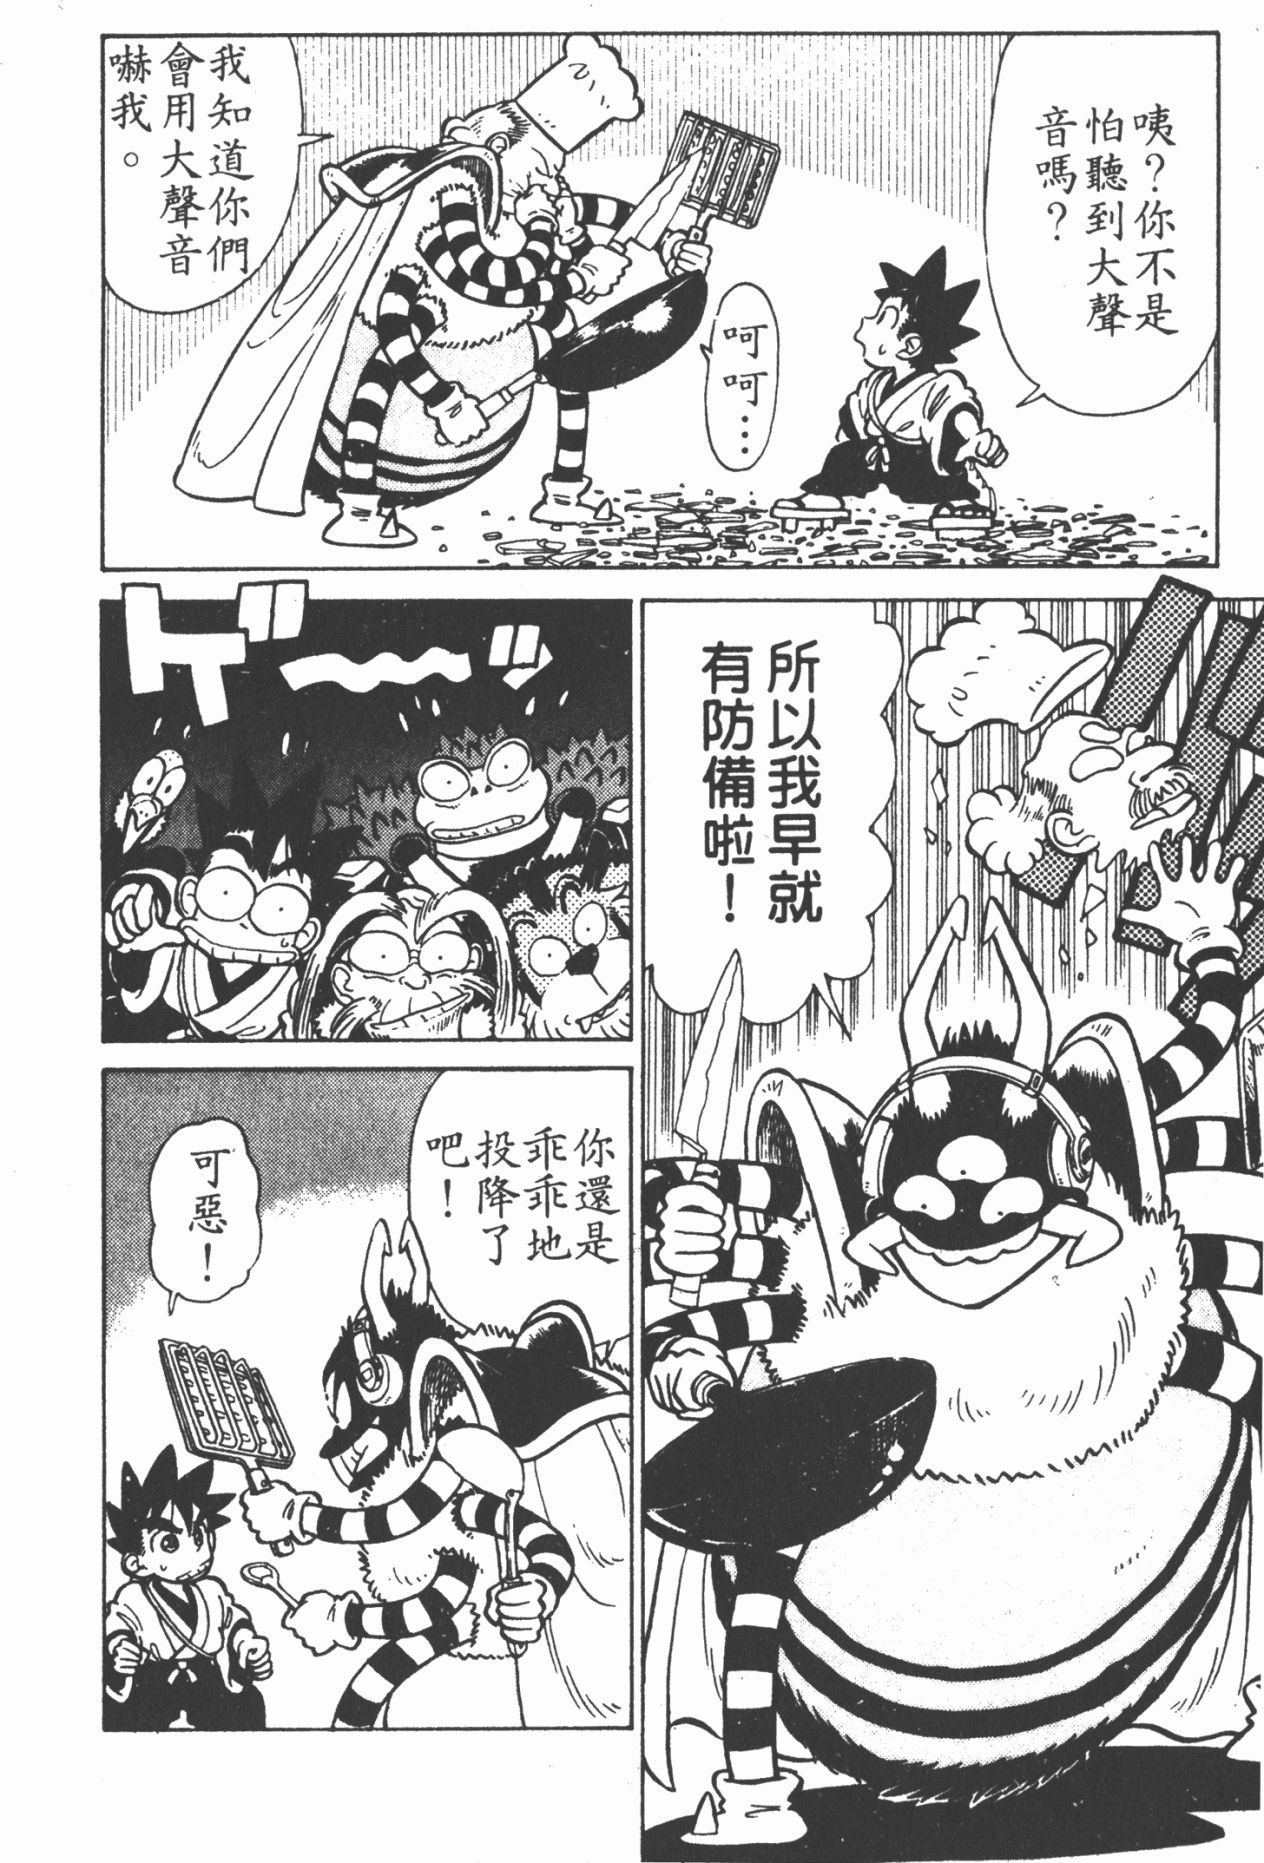 咦？你不是
怕聽到大聲
音嗎？
呵呵…
我知道你們
會用大聲音
嚇我。
所以我早就
有防備啦！
ゲ〜ッ
你還是
乖乖地
投降了
吧！
可惡！